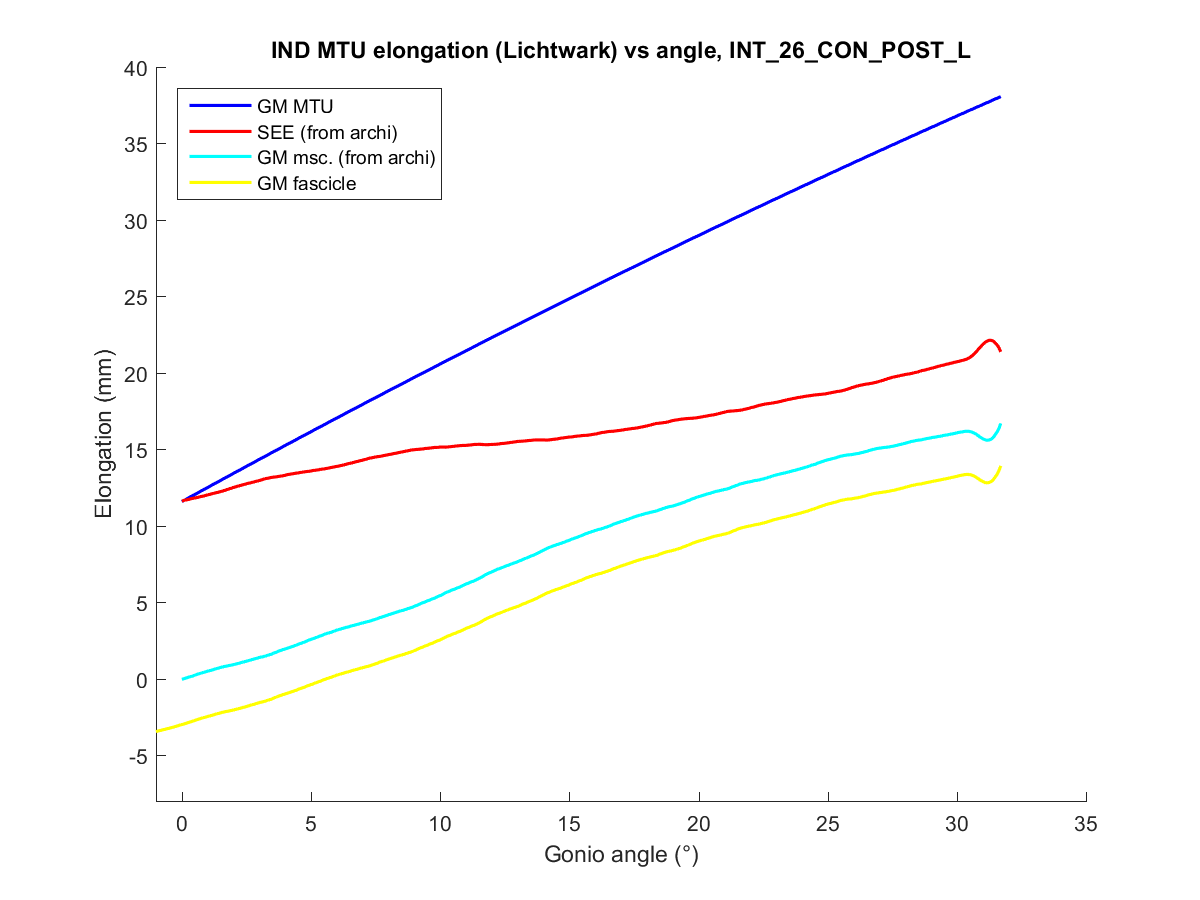 IND MTU elongation (Lichtwark) vs angle, INT_26_CON_POST_L
GM MTU
SEE (from archi)
GM msc. (from archi)
GM fascicle
40
35
30
25
20
15
10
5
0
-5
Elongation (mm)
0 5 10 15 20 25 30 35
Gonio angle (°)